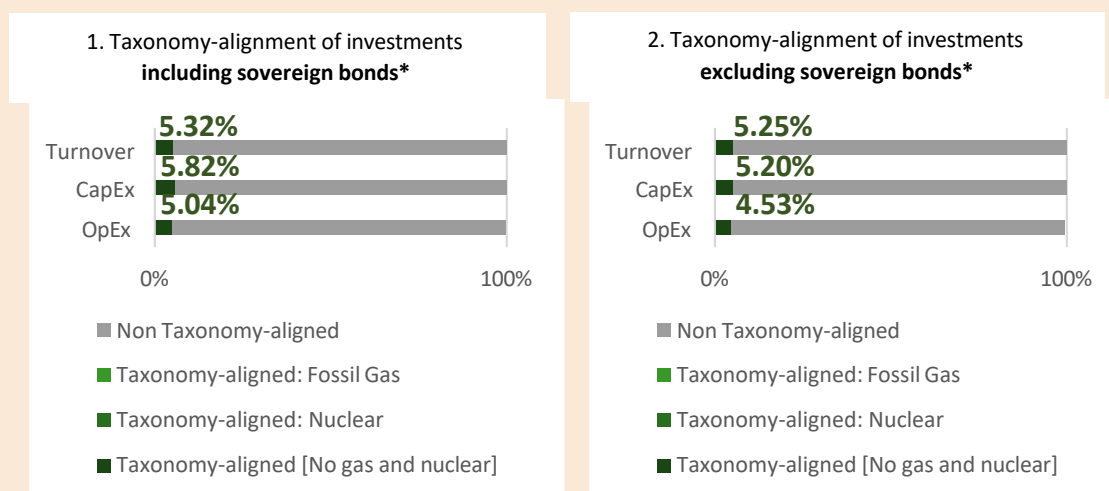 1. Taxonomy-alignment of investments
including sovereign bonds*
5.32%
Turnover
5.82%
CapEx
5.04%
OpEx
0%
100%
Non Taxonomy-aligned
Taxonomy-aligned: Fossil Gas
Taxonomy-aligned: Nuclear
Taxonomy-aligned [No gas and nuclear]
2. Taxonomy-alignment of investments
excluding sovereign bonds*
5.25%
Turnover
5.20%
CapEx
4.53%
OpEx
0%
100%
Non Taxonomy-aligned
Taxonomy-aligned: Fossil Gas
Taxonomy-aligned: Nuclear
Taxonomy-aligned [No gas and nuclear]